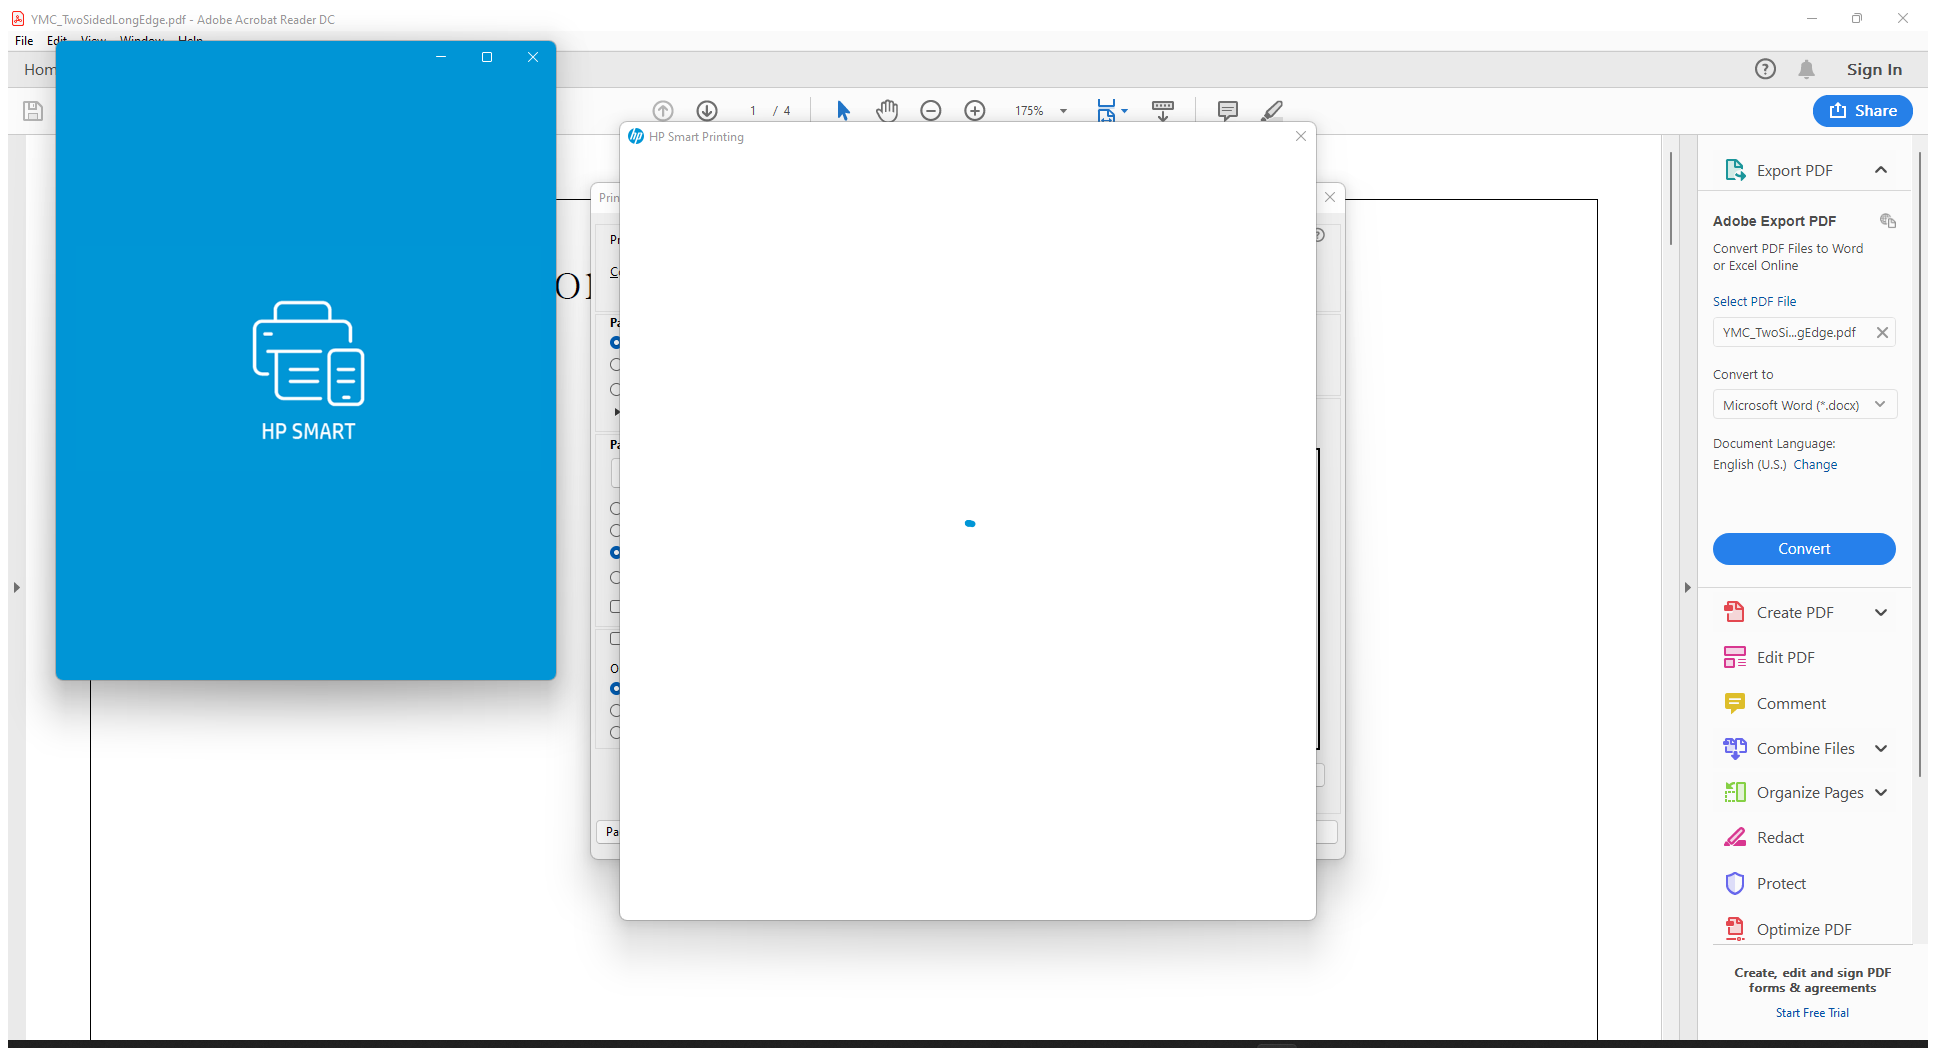 YMC_TwoSidedLongEdge.pdf - Adobe Acrobat Reader DC
File Edit View Window Help
Hom
Sign In
1 / 4
175%
Share
HP SMART
HP Smart Printing
Prin
Pr
Co
Pa
Pa
O
Pa
OI
Export PDF
Adobe Export PDF
Convert PDF Files to Word
or Excel Online
Select PDF File
YMC_TwoSi...gEdge.pdf
Convert to
Microsoft Word (*.docx)
Document Language:
English (U.S.) Change
Convert
Create PDF
Edit PDF
Comment
Combine Files
Organize Pages
Redact
Protect
Optimize PDF
Create, edit and sign PDF
forms & agreements
Start Free Trial